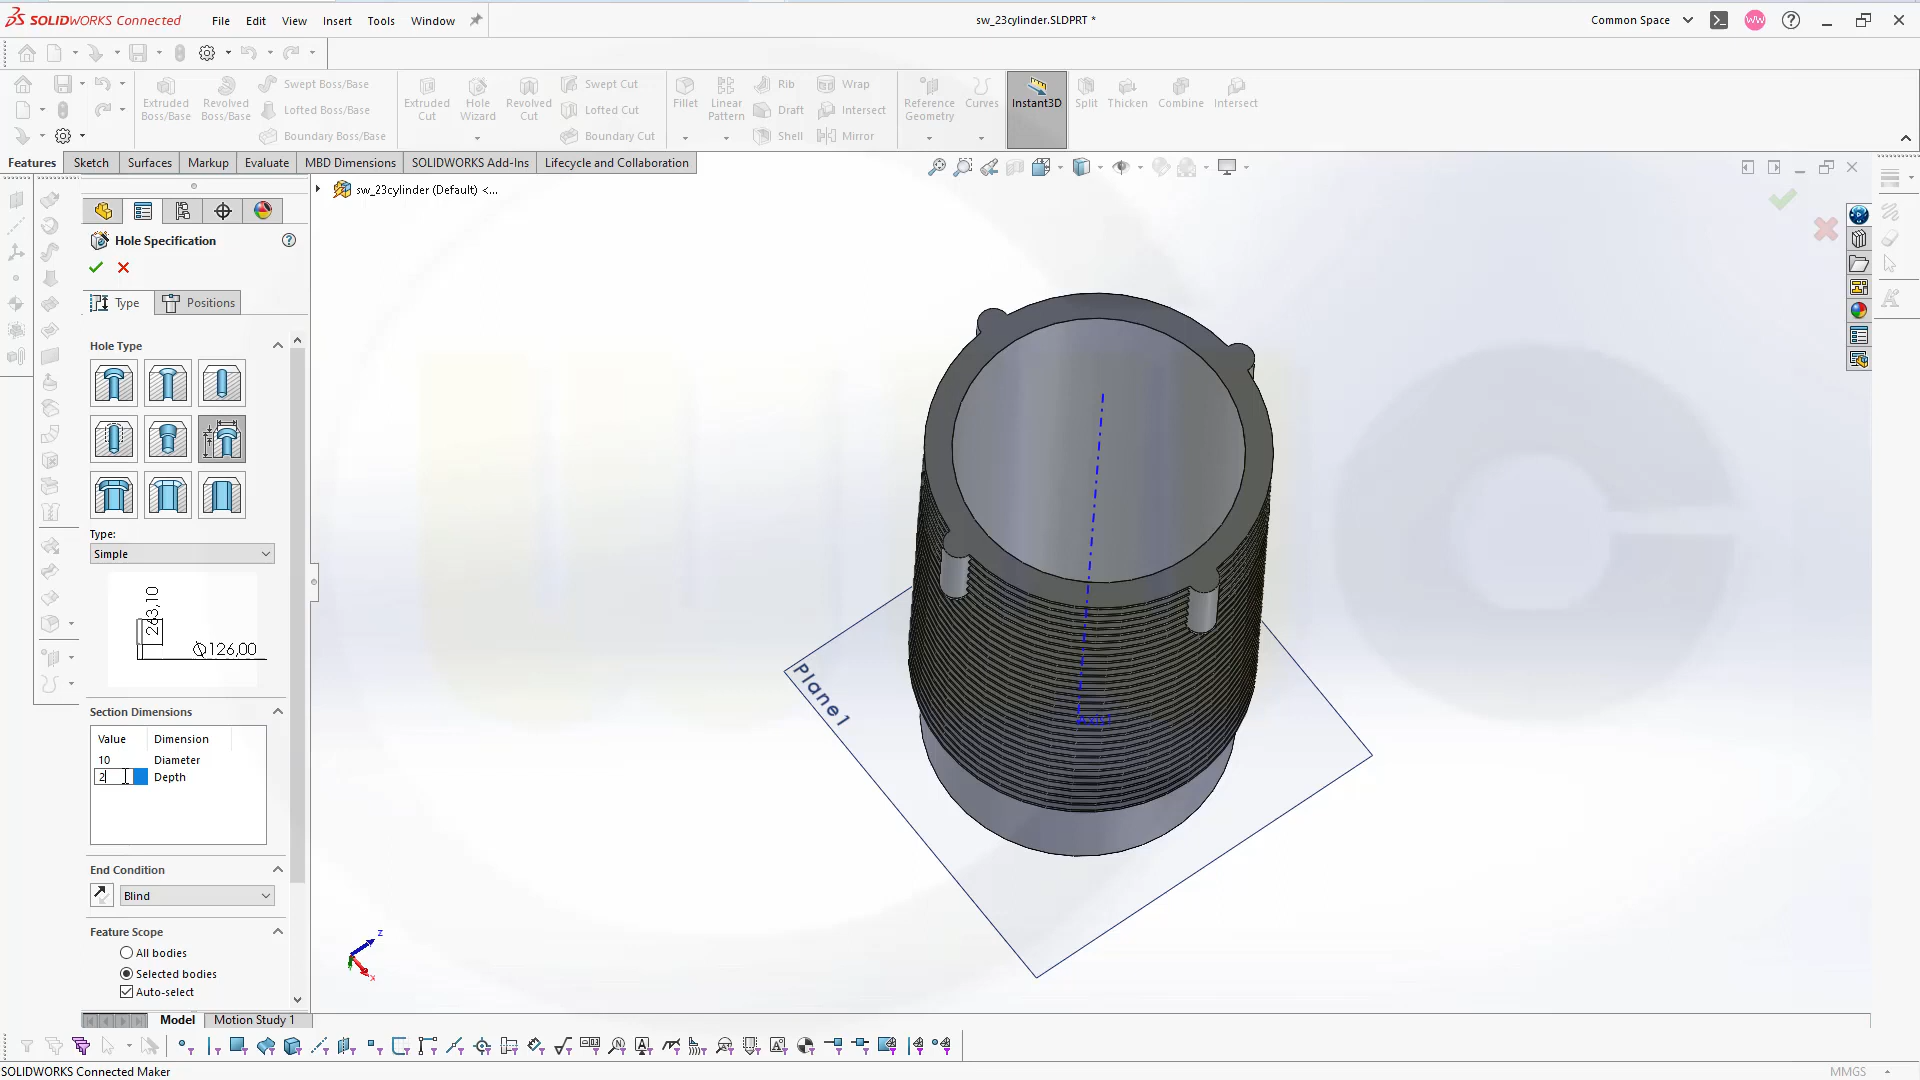 SOLIDWORKS Connected File Edit View Insert Tools Window sw_23cylinder.SLDPRT * Common Space WW
Extruded Boss/Base
Revolved Boss/Base
Swept Boss/Base
Lofted Boss/Base
Boundary Boss/Base
Extruded Cut
Hole Wizard
Revolved Cut
Swept Cut
Lofted Cut
Boundary Cut
Fillet
Linear Pattern
Rib
Draft
Shell
Wrap
Intersect
Mirror
Reference Geometry
Curves
Instant3D
Split
Thicken
Combine
Intersect
Features Sketch Surfaces Markup Evaluate MBD Dimensions SOLIDWORKS Add-Ins Lifecycle and Collaboration
sw_23cylinder (Default) <...
Hole Specification
Type Positions
Hole Type
Type:
Simple
263,10
Ø126,00
Section Dimensions
Value Dimension
10 Diameter
2 Depth
End Condition
Blind
Feature Scope
All bodies
Selected bodies
Auto-select
Plane1
z
x
Model Motion Study 1
SOLIDWORKS Connected Maker MMGS